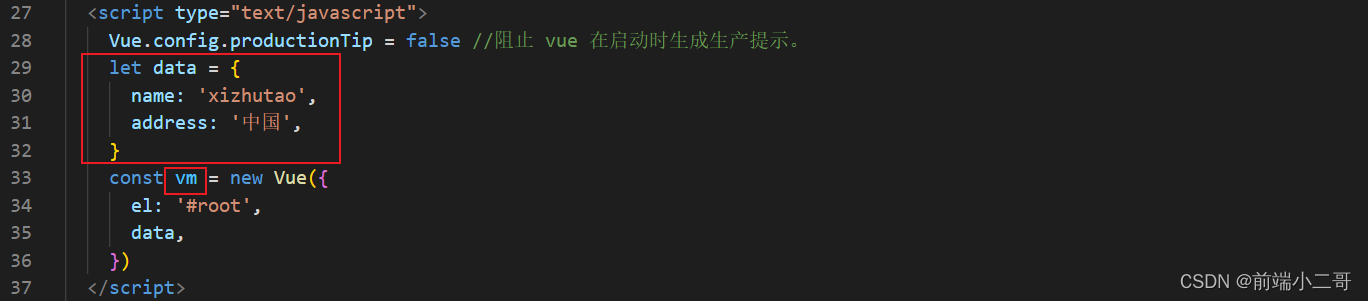 27 <script type="text/javascript">
28 Vue.config.productionTip = false //阻止 vue 在启动时生成生产提示。
29 let data = {
30 name: 'xizhutao',
31 address: '中国',
32 }
33 const vm = new Vue({
34 el: '#root',
35 data,
36 })
37 </script>
CSDN @前端小二哥